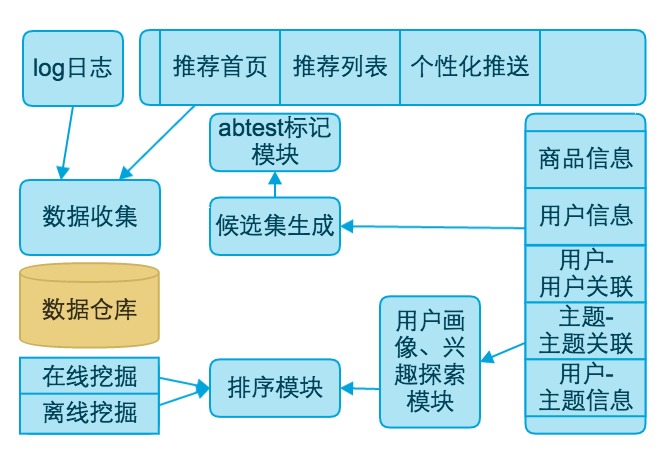 log日志
推荐首页
推荐列表
个性化推送
abtest标记
模块
商品信息
数据收集
候选集生成
用户信息
用户-
用户关联
数据仓库
用户画
像、兴
趣探索
模块
主题-
主题关联
在线挖掘
排序模块
用户-
主题信息
离线挖掘